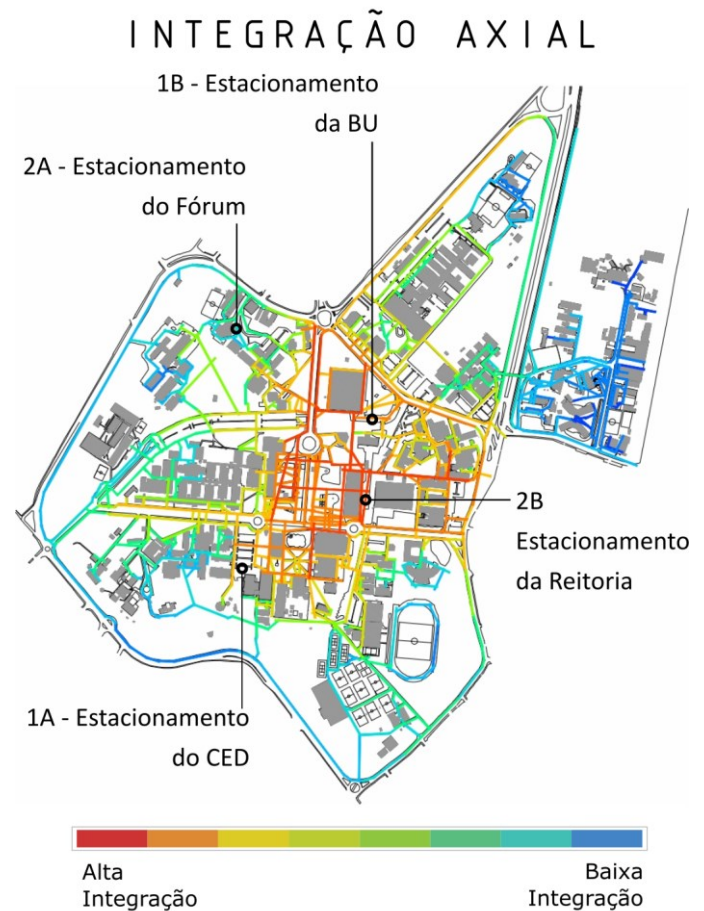 INTEGRAÇÃO AXIAL
1B - Estacionamento
da BU
2A - Estacionamento
do Fórum
2B
Estacionamento
da Reitoria
1A - Estacionamento
do CED
Alta
Integração
Baixa
Integração